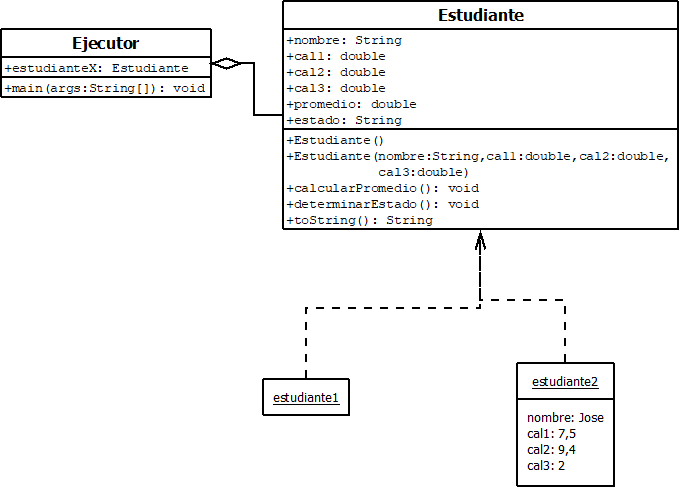 Ejecutor
+estudianteX: Estudiante
+main(args:String[]): void
Estudiante
+nombre: String
+cal1: double
+cal2: double
+cal3: double
+promedio: double
+estado: String
+Estudiante()
+Estudiante(nombre:String,cal1:double,cal2:double,
cal3:double)
+calcularPromedio(): void
+determinarEstado(): void
+toString(): String
estudiante1
estudiante2
nombre: Jose
cal1: 7,5
cal2: 9,4
cal3: 2